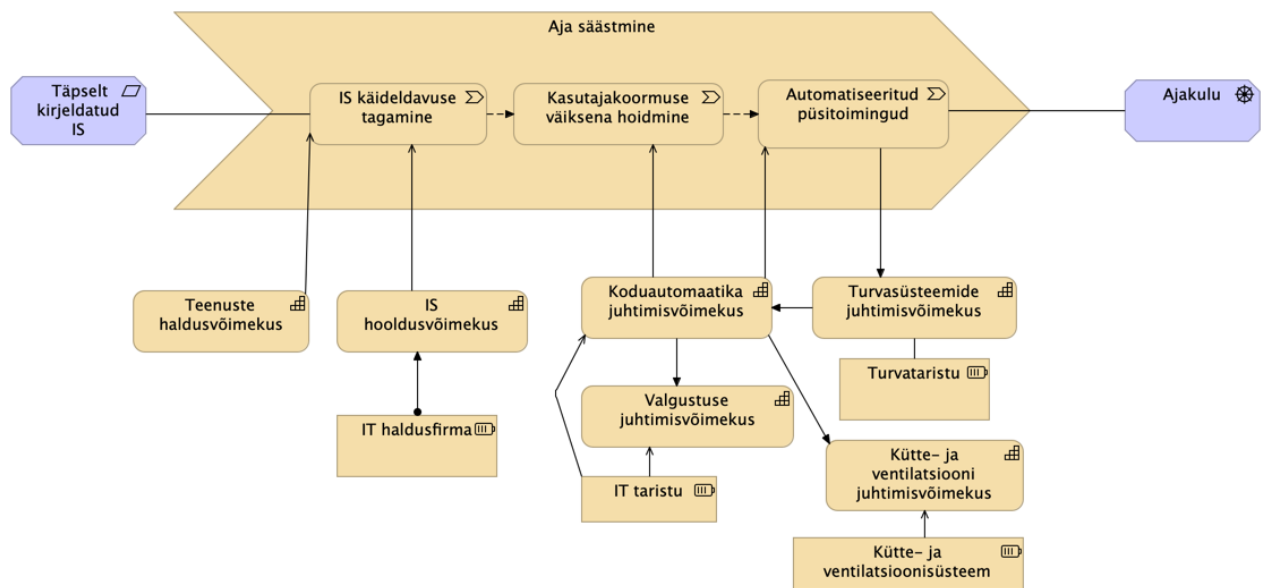 Aja säästmine
Täpselt
kirjeldatud
IS
IS käideldavuse
tagamine
Kasutajakoormuse
väiksena hoidmine
Automatiseeritud
püsitoimingud
Ajakulu
Teenuste
haldusvõimekus
IS
hooldusvõimekus
Koduautomaatika
juhtimisvõimekus
Turvasüsteemide
juhtimisvõimekus
Turvataristu
Valgustuse
juhtimisvõimekus
IT haldusfirma
Kütte- ja
ventilatsiooni
juhtimisvõimekus
IT taristu
Kütte- ja
ventilatsioonisüsteem